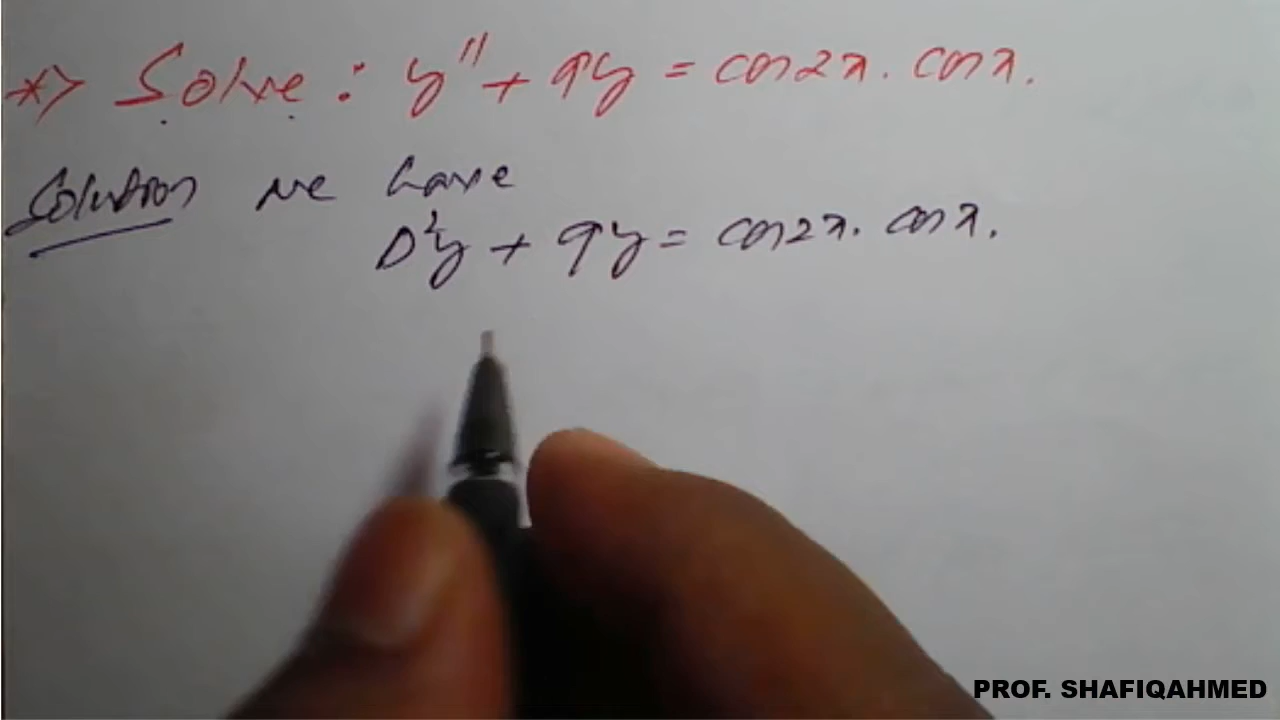 *> Solve : y" + 9y = cos2x . cosx.
Solution we have
D²y + 9y = cos2x . cosx.
PROF. SHAFIQAHMED